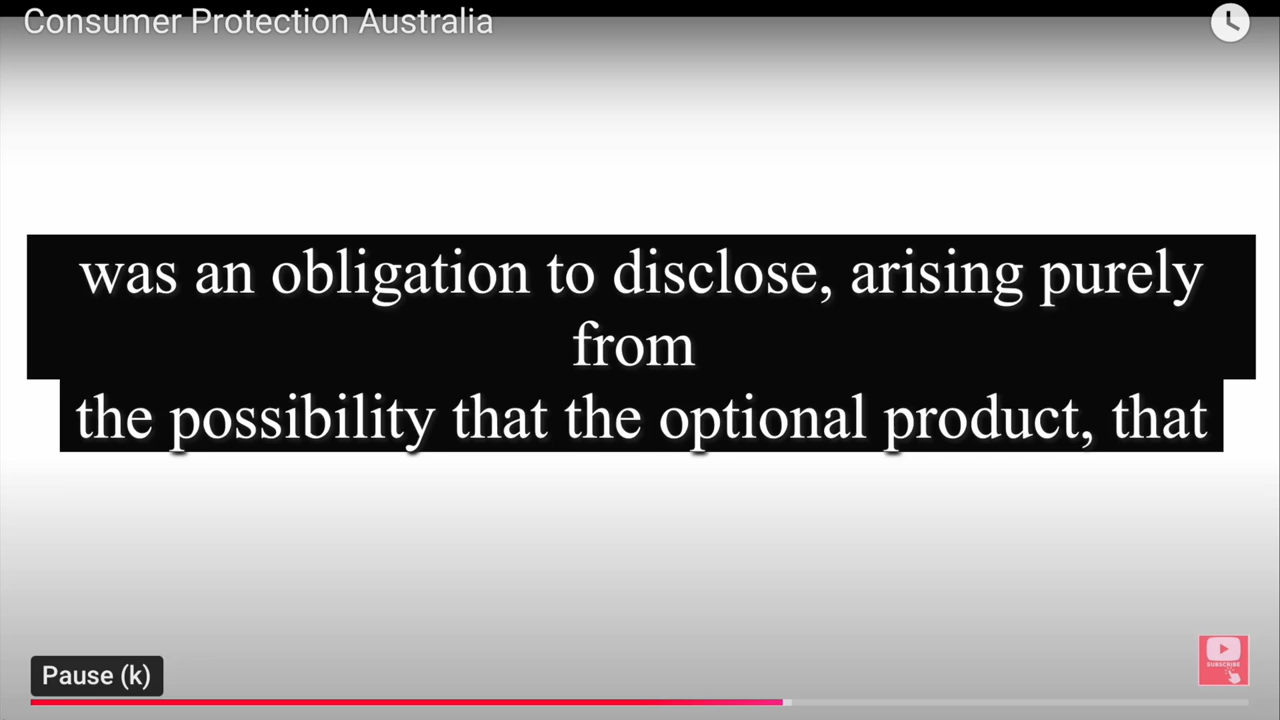 Consumer Protection Australia
was an obligation to disclose, arising purely
from
the possibility that the optional product, that
SUBSCRIBE
Pause (k)